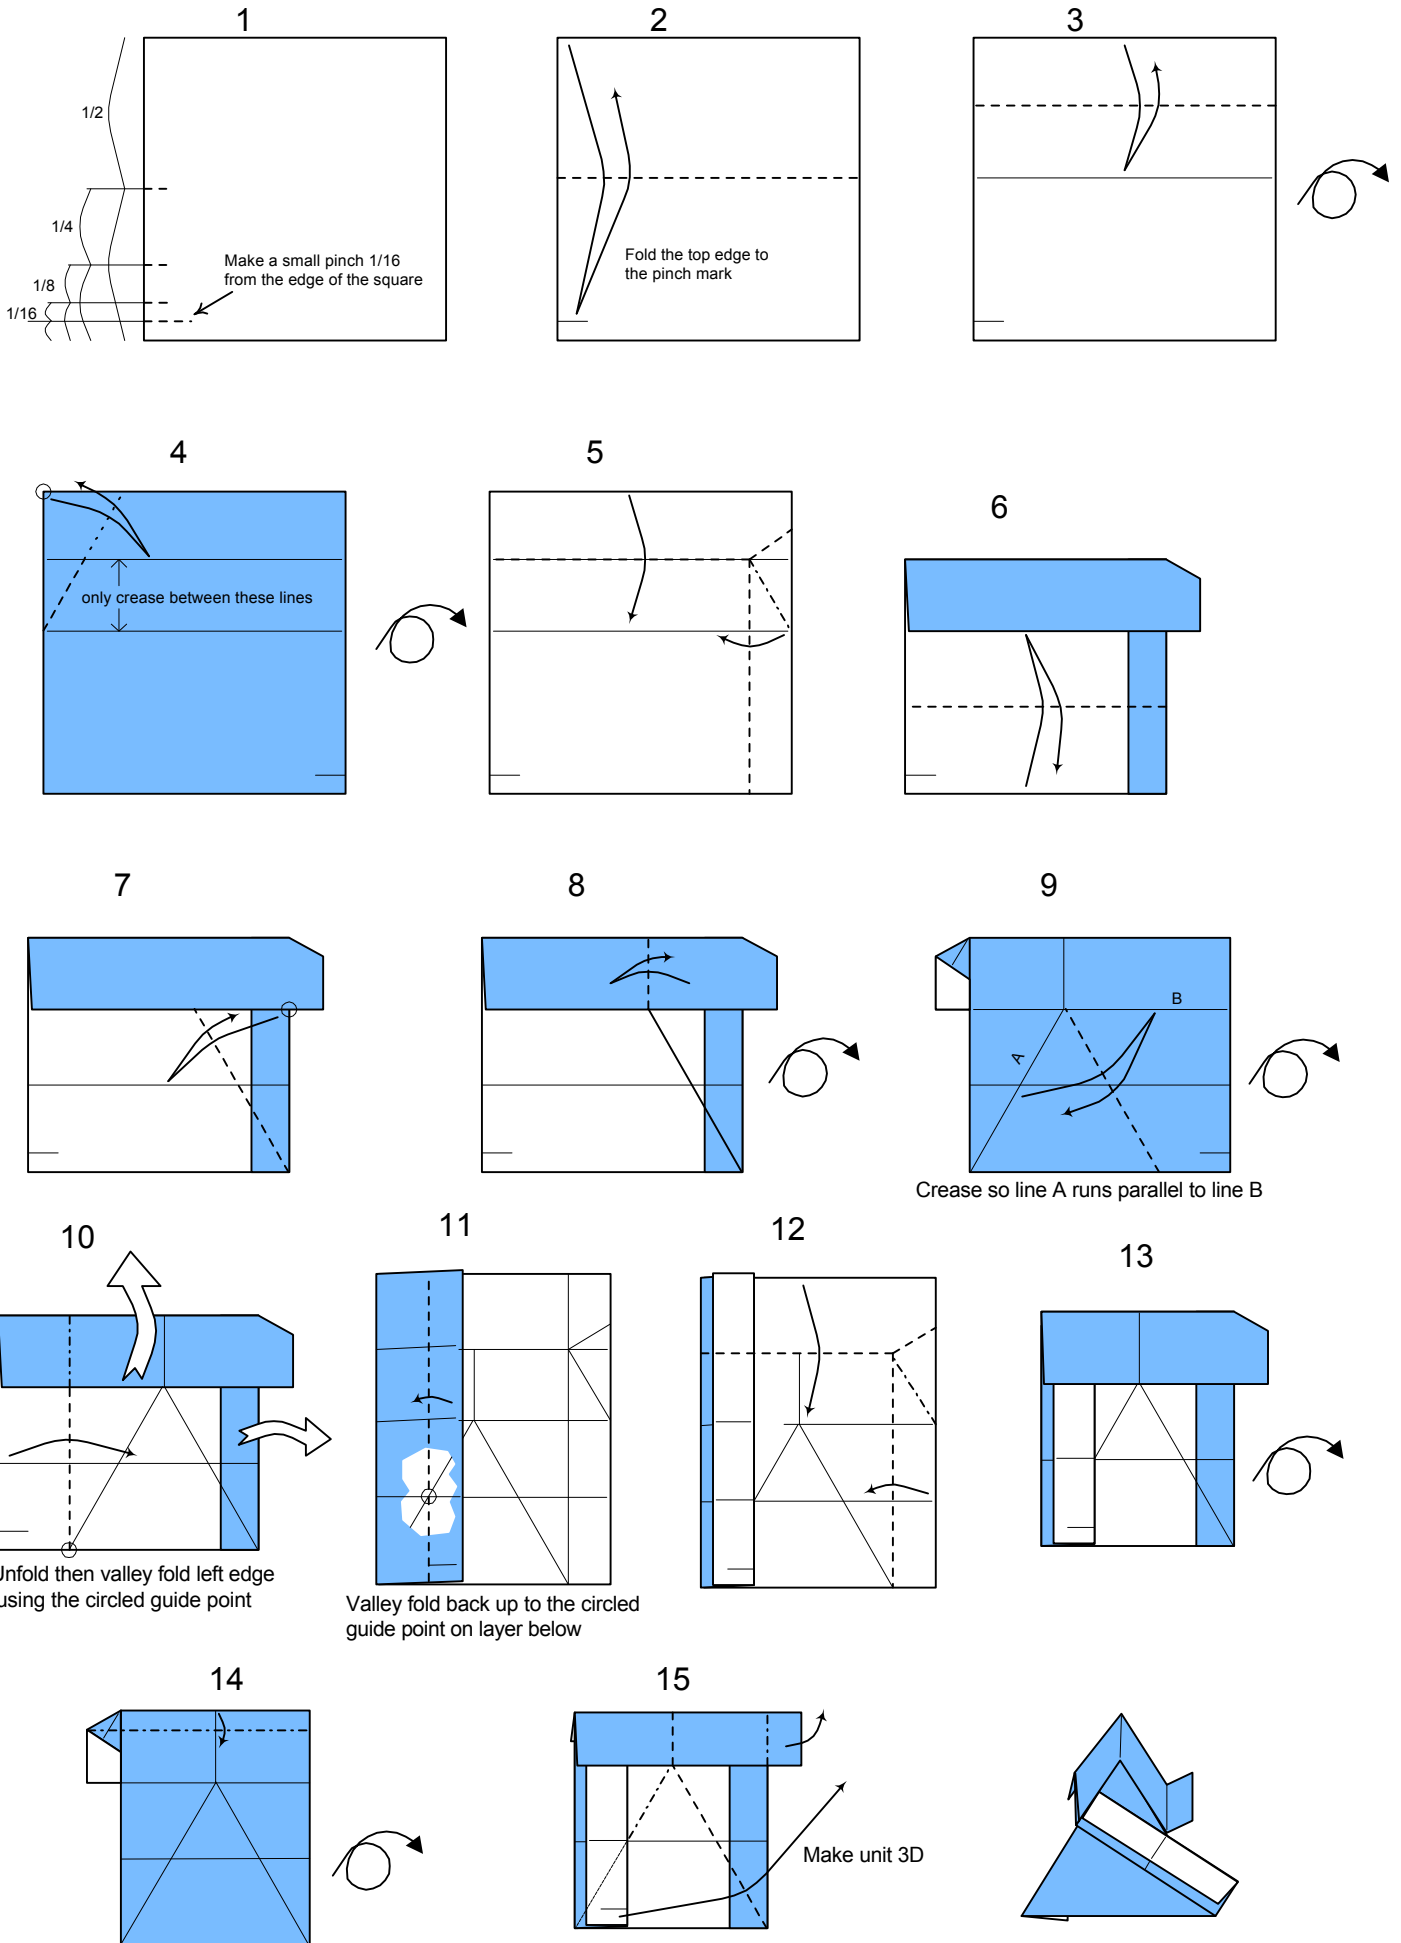 1
2
3
1/2
1/4
1/8
1/16
Make a small pinch 1/16
from the edge of the square
Fold the top edge to
the pinch mark
4
5
6
only crease between these lines
7
8
9
A
B
Crease so line A runs parallel to line B
10
11
12
13
Unfold then valley fold left edge
using the circled guide point
Valley fold back up to the circled
guide point on layer below
14
15
Make unit 3D